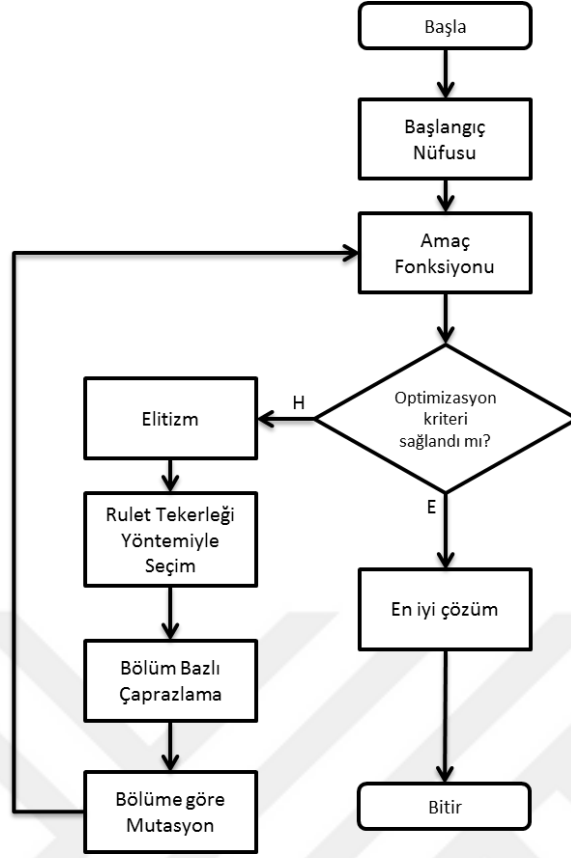 Başla
Başlangıç
Nüfusu
Amaç
Fonksiyonu
Optimizasyon
kriteri
sağlandı mı?
H
E
Elitizm
Rulet Tekerleği
Yöntemiyle
Seçim
Bölüm Bazlı
Çaprazlama
Bölüme göre
Mutasyon
En iyi çözüm
Bitir